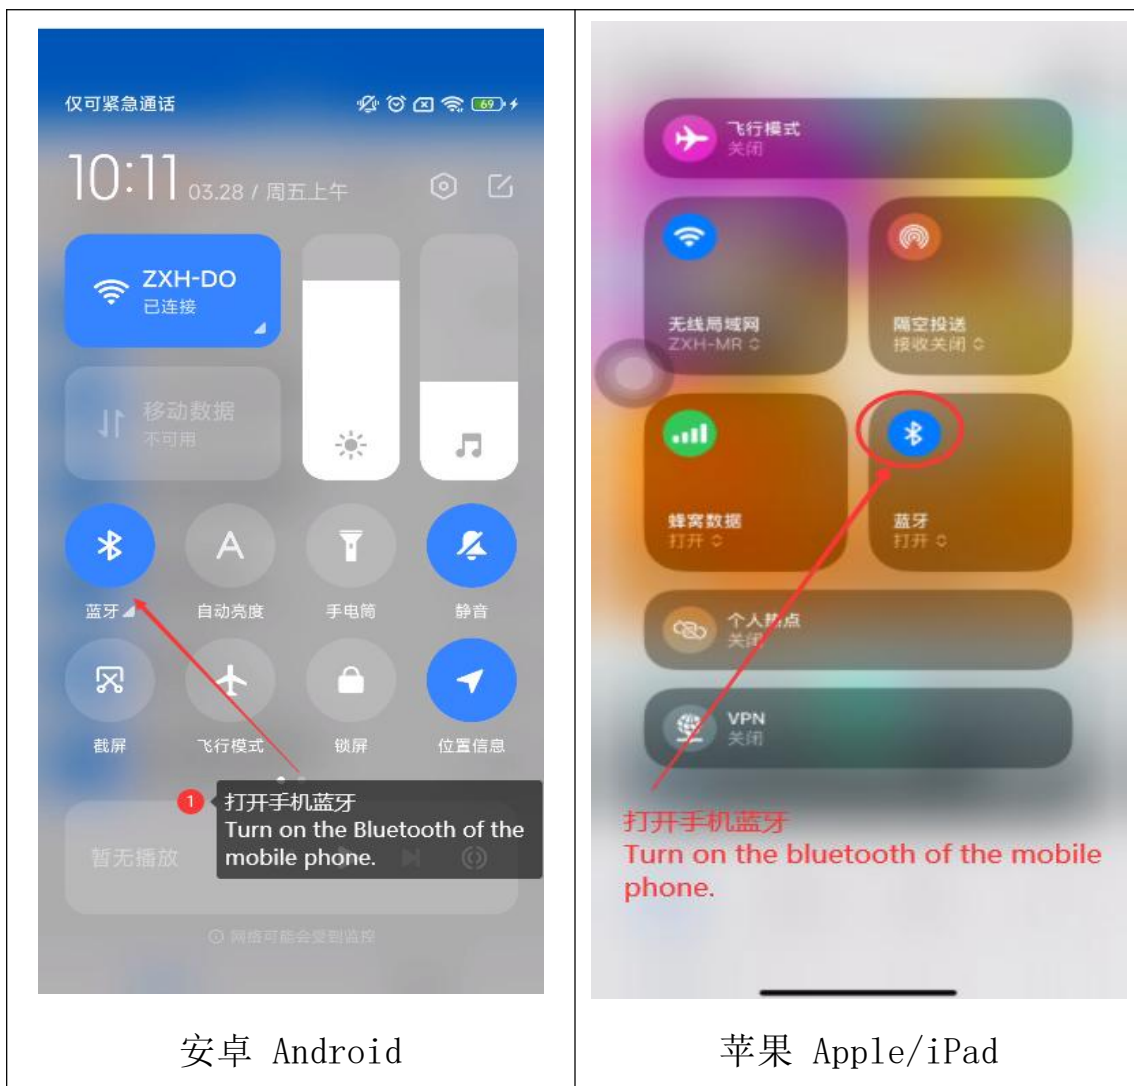 仅可紧急通话
69
10:11 03.28 / 周五上午
ZXH-DO
已连接
移动数据
不可用
蓝牙 自动亮度 手电筒 静音
截屏 飞行模式 锁屏 位置信息
1 打开手机蓝牙
Turn on the Bluetooth of the
mobile phone.
暂无播放
网络可能会受到监控
安卓 Android
飞行模式
关闭
无线局域网
ZXH-MR
隔空投送
接收关闭
蜂窝数据
打开
蓝牙
打开
个人热点
关闭
VPN
关闭
打开手机蓝牙
Turn on the bluetooth of the mobile
phone.
苹果 Apple/iPad